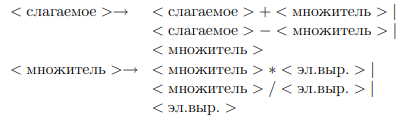 < слагаемое >→ < слагаемое > + < множитель > |
< слагаемое > − < множитель > |
< множитель >
< множитель >→ < множитель > ∗ < эл.выр. > |
< множитель > / < эл.выр. > |
< эл.выр. >